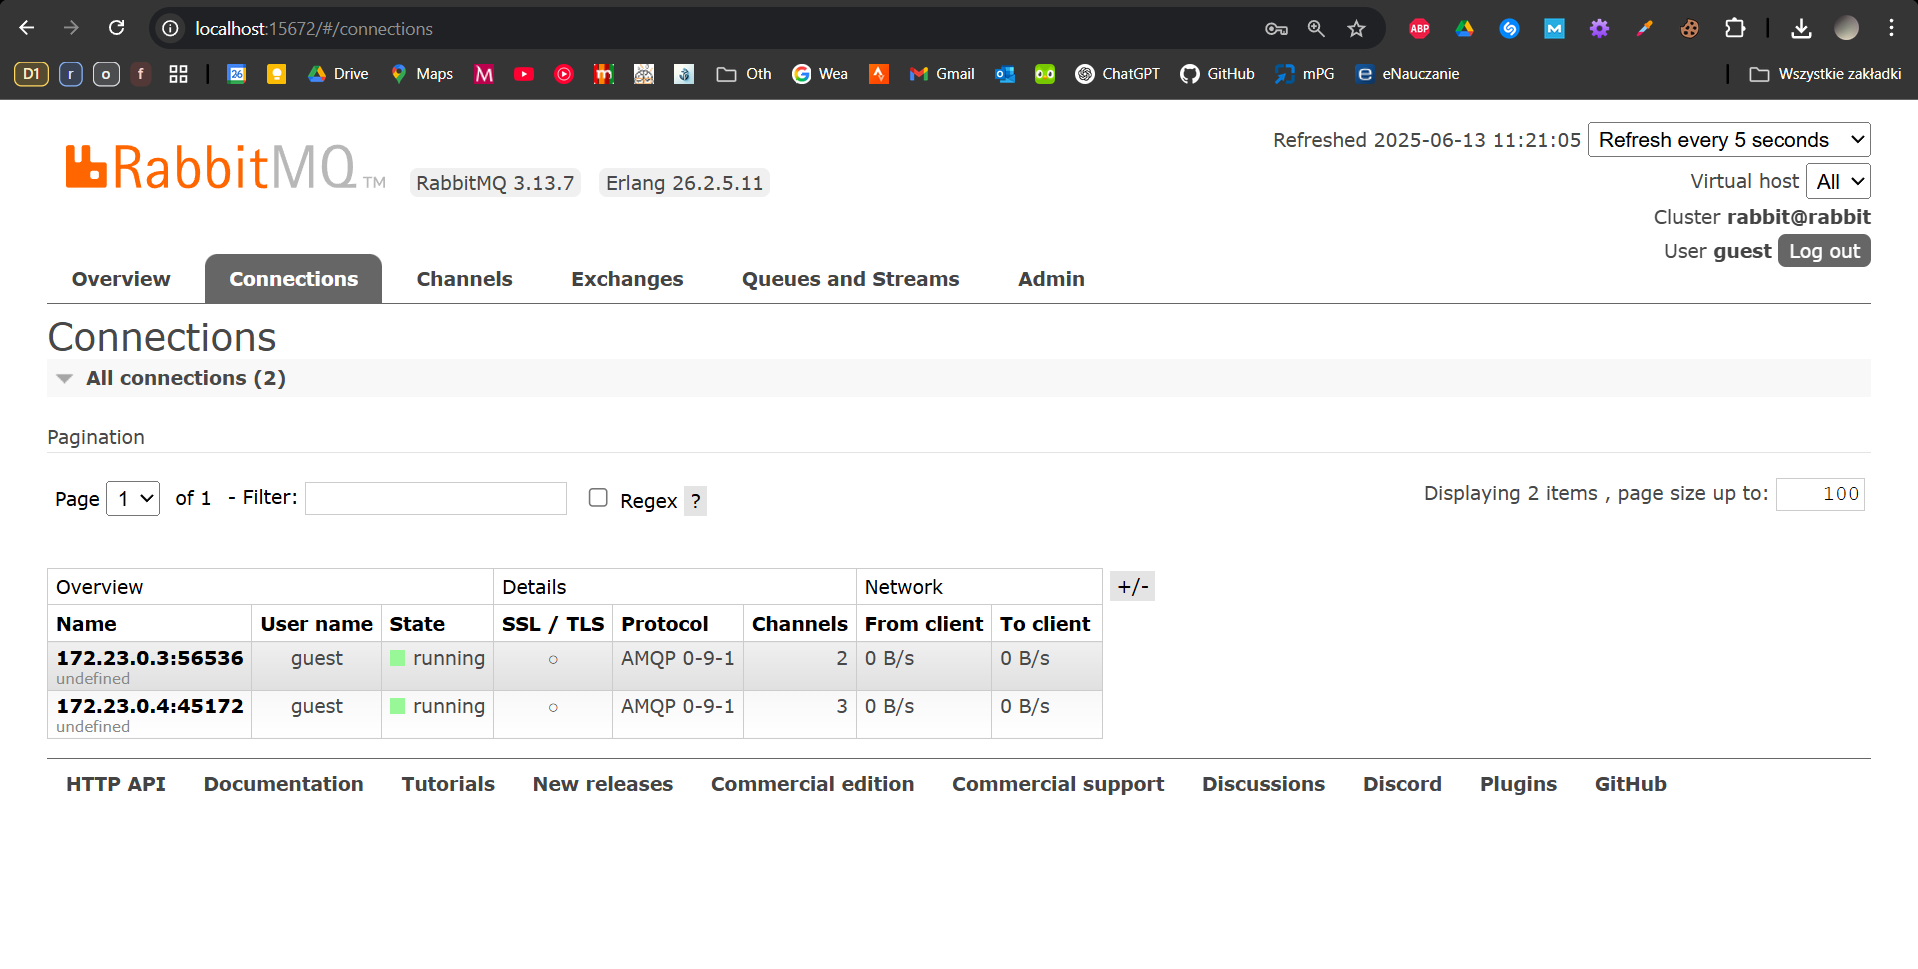 localhost:15672/#/connections
ABP
M
D1
r
o
f
26
Drive
Maps
M
m
Oth
Wea
Gmail
ChatGPT
GitHub
mPG
e
eNauczanie
Wszystkie zakładki
RabbitMQ TM
RabbitMQ 3.13.7
Erlang 26.2.5.11
Refreshed 2025-06-13 11:21:05
Refresh every 5 seconds
Virtual host
All
Cluster rabbit@rabbit
User guest
Log out
Overview
Connections
Channels
Exchanges
Queues and Streams
Admin
Connections
All connections (2)
Pagination
Page 1 of 1 - Filter:
Regex ?
Displaying 2 items , page size up to: 100
Overview Details Network +/-
Name User name State SSL / TLS Protocol Channels From client To client
172.23.0.3:56536 guest running ○ AMQP 0-9-1 2 0 B/s 0 B/s
undefined
172.23.0.4:45172 guest running ○ AMQP 0-9-1 3 0 B/s 0 B/s
undefined
HTTP API
Documentation
Tutorials
New releases
Commercial edition
Commercial support
Discussions
Discord
Plugins
GitHub